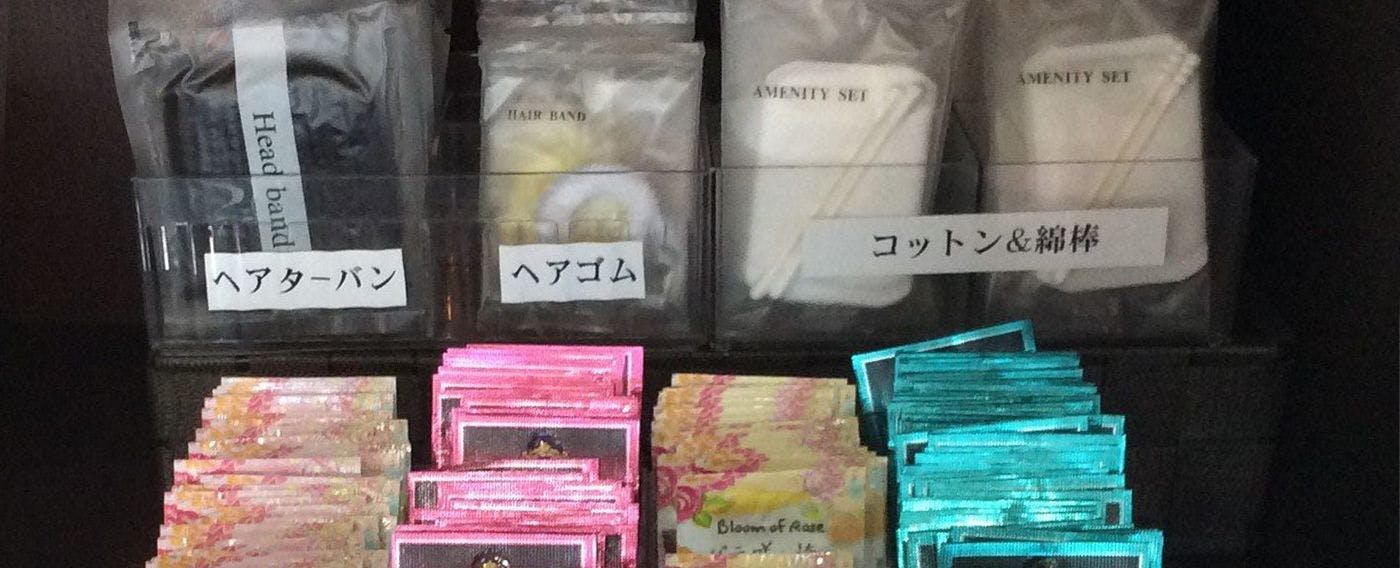 Head band
HAIR BAND
AMENITY SET
AMENITY SET
ヘアターバン
ヘアゴム
コットン&綿棒
Bloom of Rose